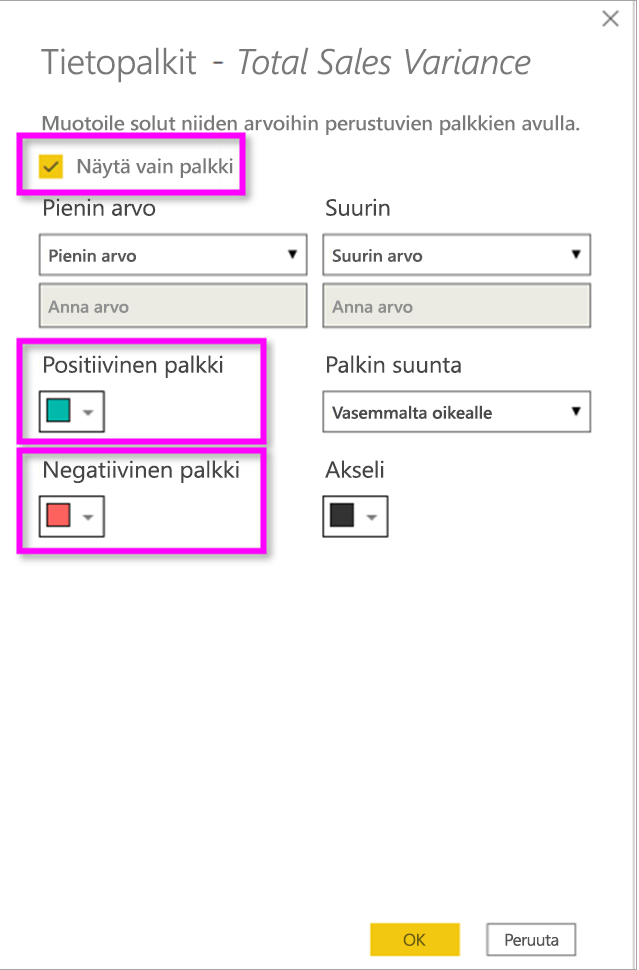 Tietopalkit - Total Sales Variance
Muotoile solut niiden arvoihin perustuvien palkkien avulla.
Näytä vain palkki
Pienin arvo Suurin
Pienin arvo Suurin arvo
Anna arvo Anna arvo
Positiivinen palkki Palkin suunta
Vasemmalta oikealle
Negatiivinen palkki Akseli
OK Peruuta